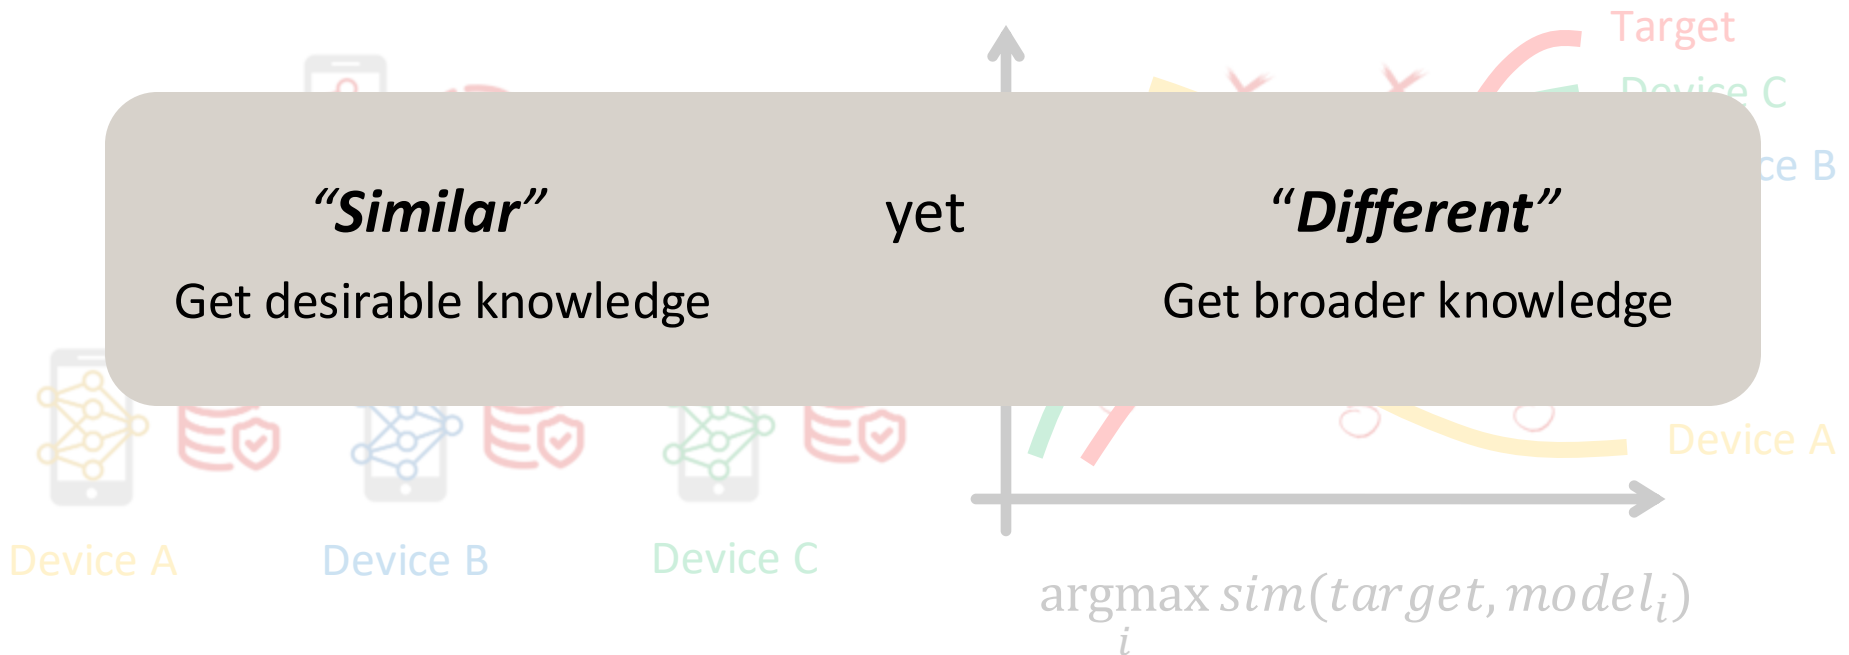 Target
Device C
ce B
“Similar” yet “Different”
Get desirable knowledge Get broader knowledge
Device A
Device A Device B Device C
argmax sim(target, model_i)
i